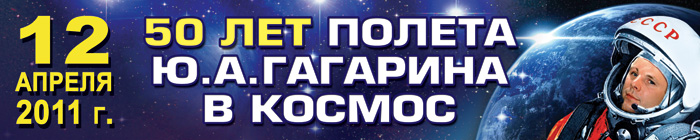 12
АПРЕЛЯ
2011 г.
50 ЛЕТ ПОЛЕТА
Ю.А.ГАГАРИНА
В КОСМОС
СССР